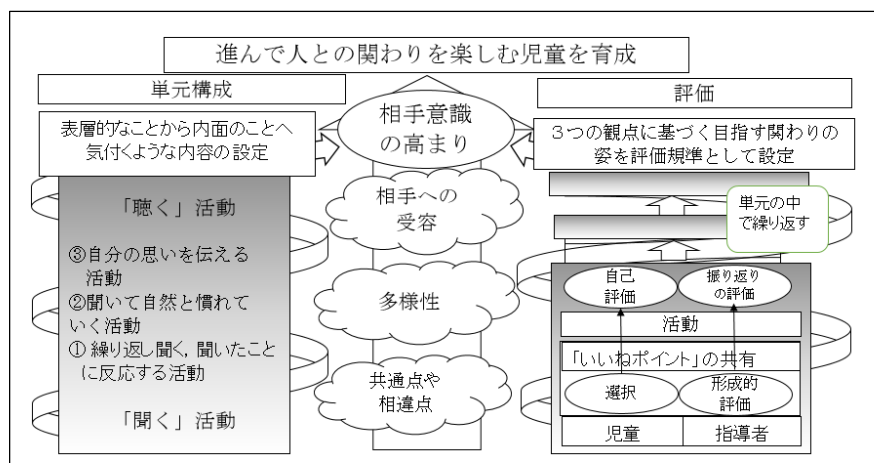 進んで人との関わりを楽しむ児童を育成
単元構成
表層的なことから内面のことへ
気付くような内容の設定
「聴く」活動
③自分の思いを伝える
活動
②聞いて自然と慣れて
いく活動
①繰り返し聞く，聞いたこと
に反応する活動
「聞く」活動
相手意識
の高まり
相手への
受容
多様性
共通点や
相違点
評価
３つの観点に基づく目指す関わりの
姿を評価規準として設定
単元の中
で繰り返す
自己
評価
振り返り
の評価
活動
「いいねポイント」の共有
選択
形成的
評価
児童
指導者